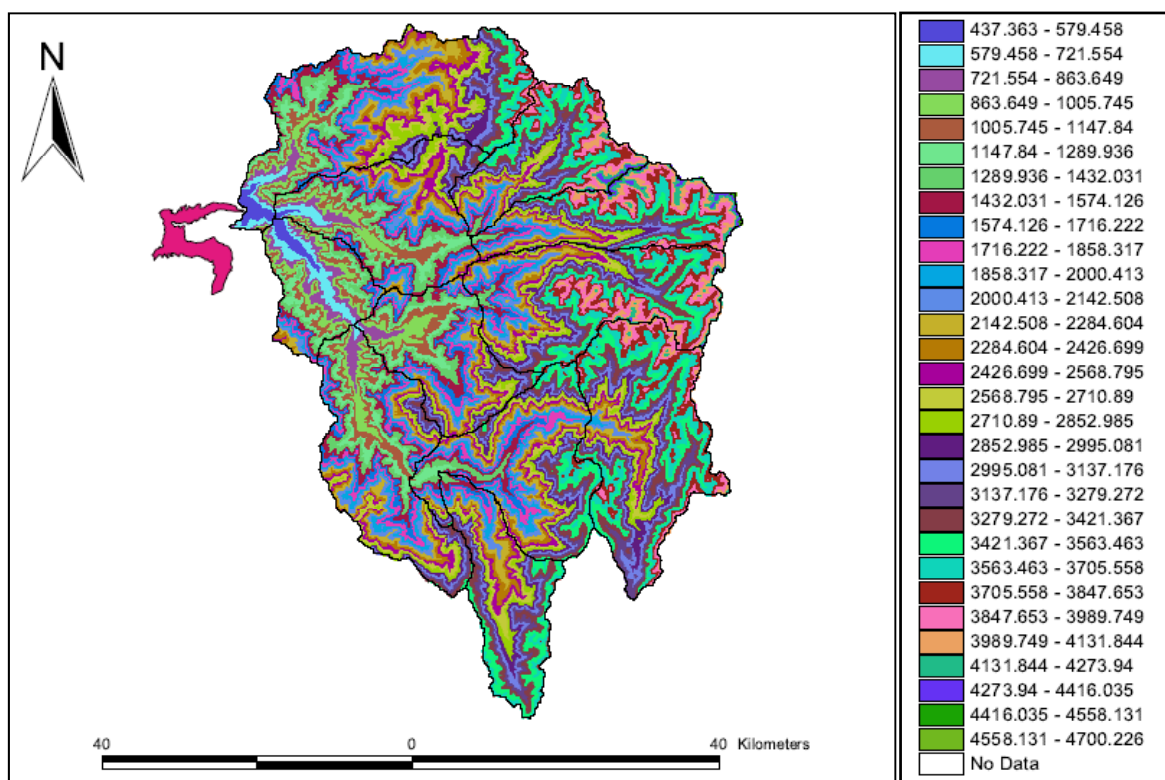 N
40 0 40 Kilometers
437.363 - 579.458
579.458 - 721.554
721.554 - 863.649
863.649 - 1005.745
1005.745 - 1147.84
1147.84 - 1289.936
1289.936 - 1432.031
1432.031 - 1574.126
1574.126 - 1716.222
1716.222 - 1858.317
1858.317 - 2000.413
2000.413 - 2142.508
2142.508 - 2284.604
2284.604 - 2426.699
2426.699 - 2568.795
2568.795 - 2710.89
2710.89 - 2852.985
2852.985 - 2995.081
2995.081 - 3137.176
3137.176 - 3279.272
3279.272 - 3421.367
3421.367 - 3563.463
3563.463 - 3705.558
3705.558 - 3847.653
3847.653 - 3989.749
3989.749 - 4131.844
4131.844 - 4273.94
4273.94 - 4416.035
4416.035 - 4558.131
4558.131 - 4700.226
No Data